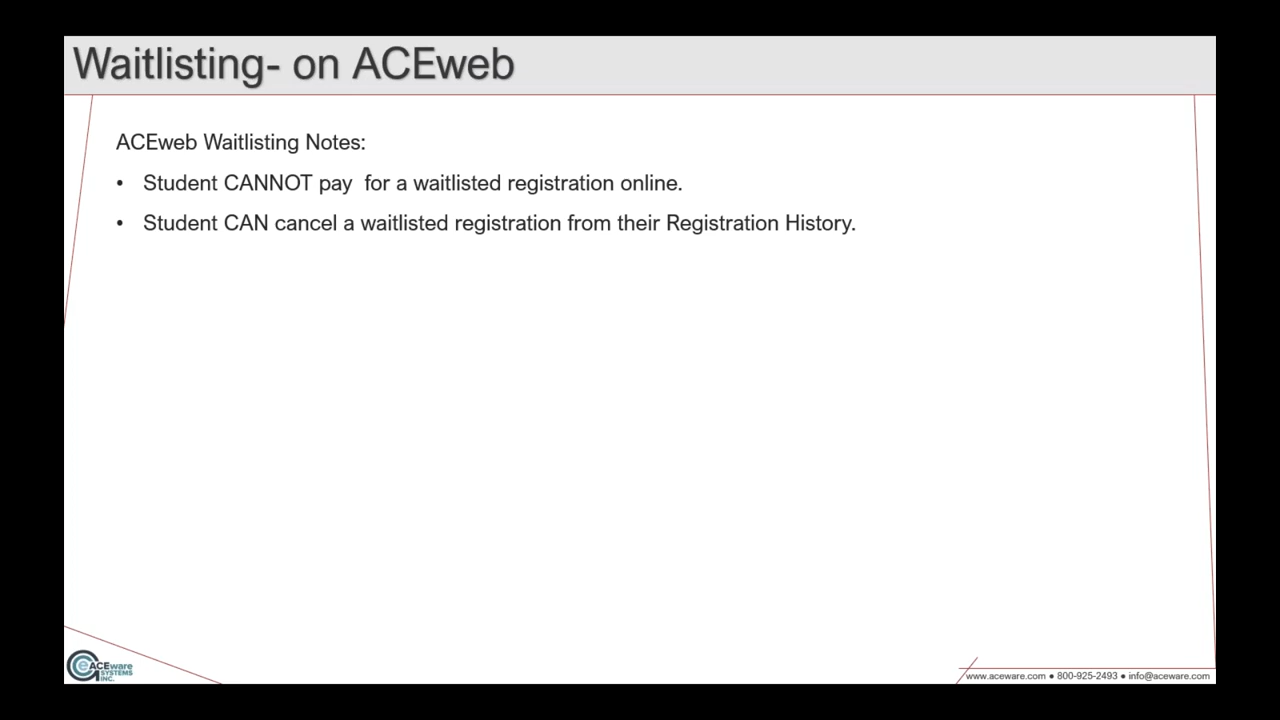 Waitlisting- on ACEweb
ACEweb Waitlisting Notes:
• Student CANNOT pay  for a waitlisted registration online.
• Student CAN cancel a waitlisted registration from their Registration History.
eACEware
SYSTEMS
INC.
www.aceware.com ● 800-925-2493 ● info@aceware.com